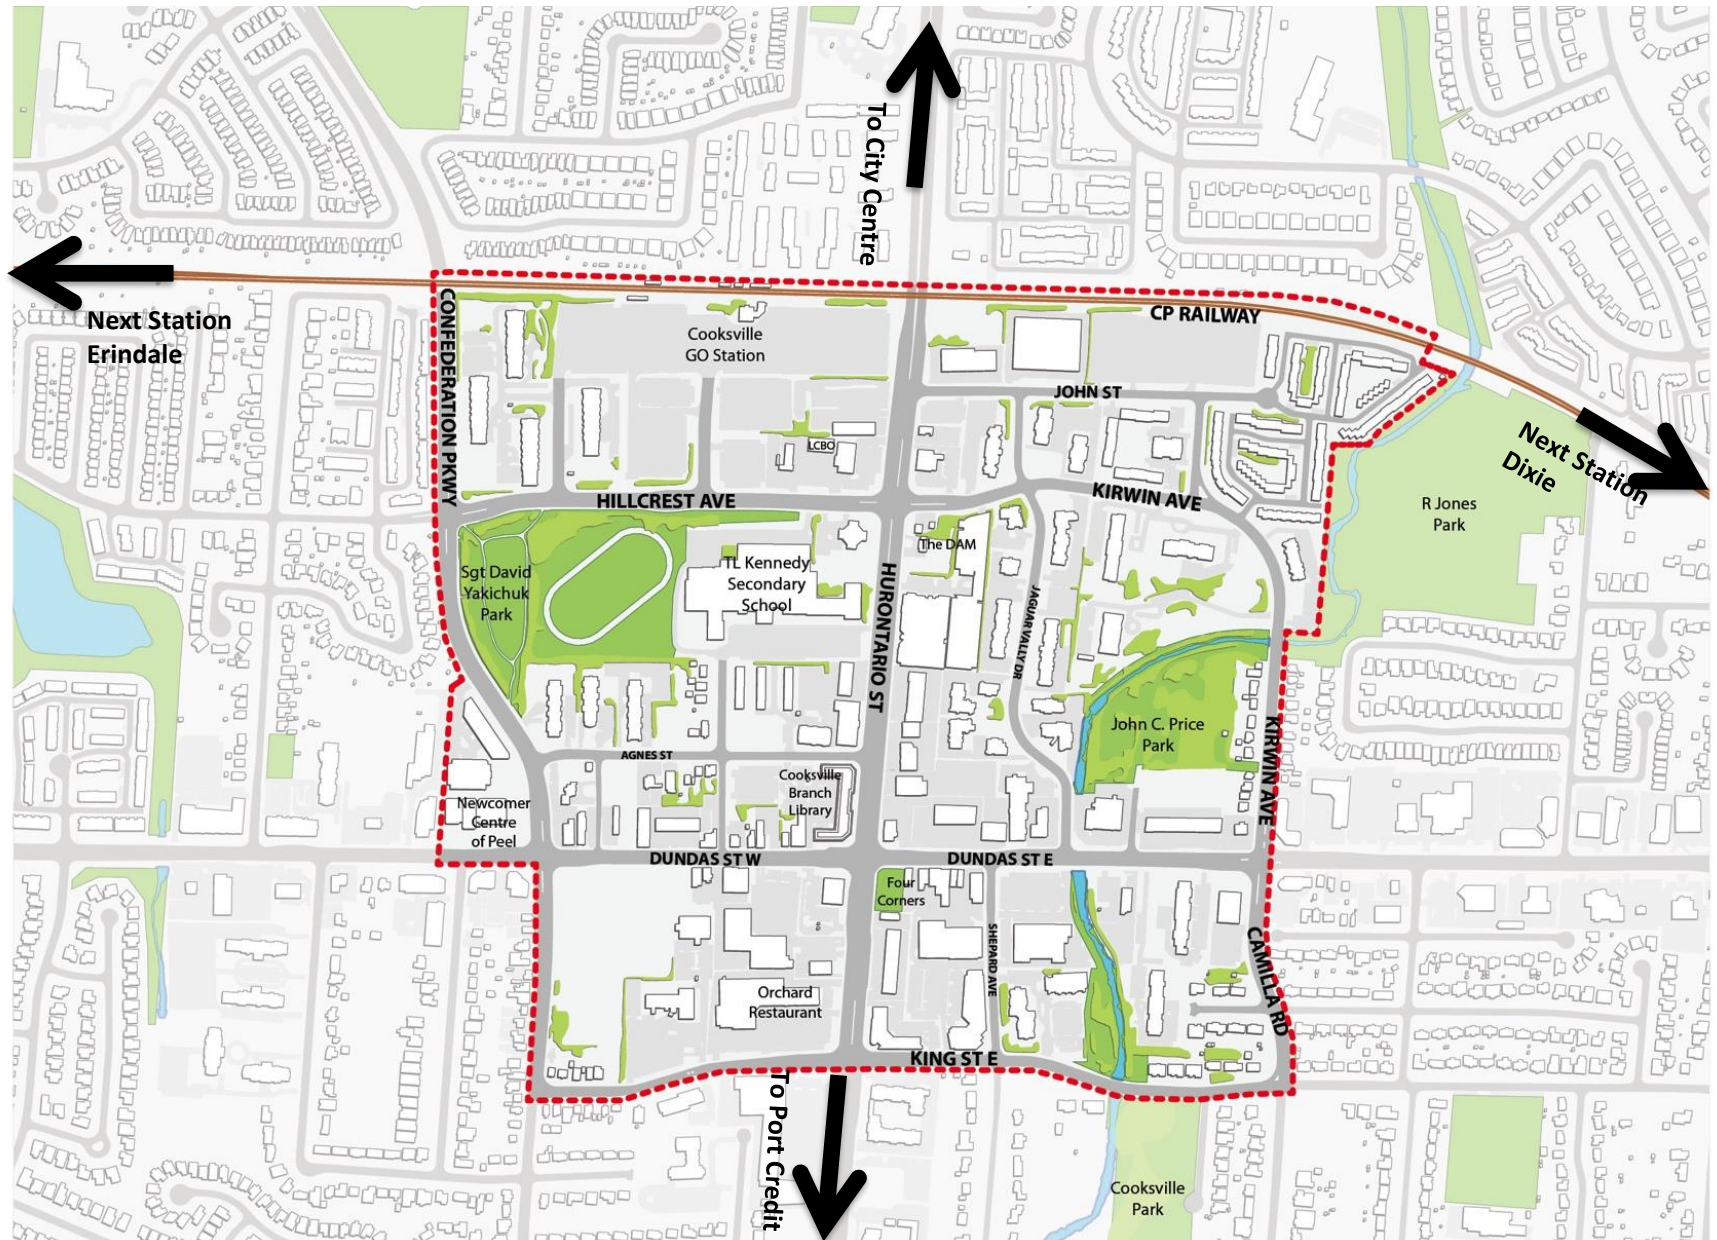 To City Centre
Next Station
Erindale
CONFEDERATION PKWY
Cooksville
GO Station
CP RAILWAY
JOHN ST
LCBO
Next Station
Dixie
HILLCREST AVE
KIRWIN AVE
R Jones
Park
The DAM
Sgt David
Yakichuk
Park
TL Kennedy
Secondary
School
HURONTARIO ST
JAGUAR VALLY DR
John C. Price
Park
KIRWIN AVE
AGNES ST
Cooksville
Branch
Library
Newcomer
Centre
of Peel
DUNDAS ST W
DUNDAS ST E
Four
Corners
SHEPARD AVE
CAMILLA RD
Orchard
Restaurant
KING ST E
To Port Credit
Cooksville
Park